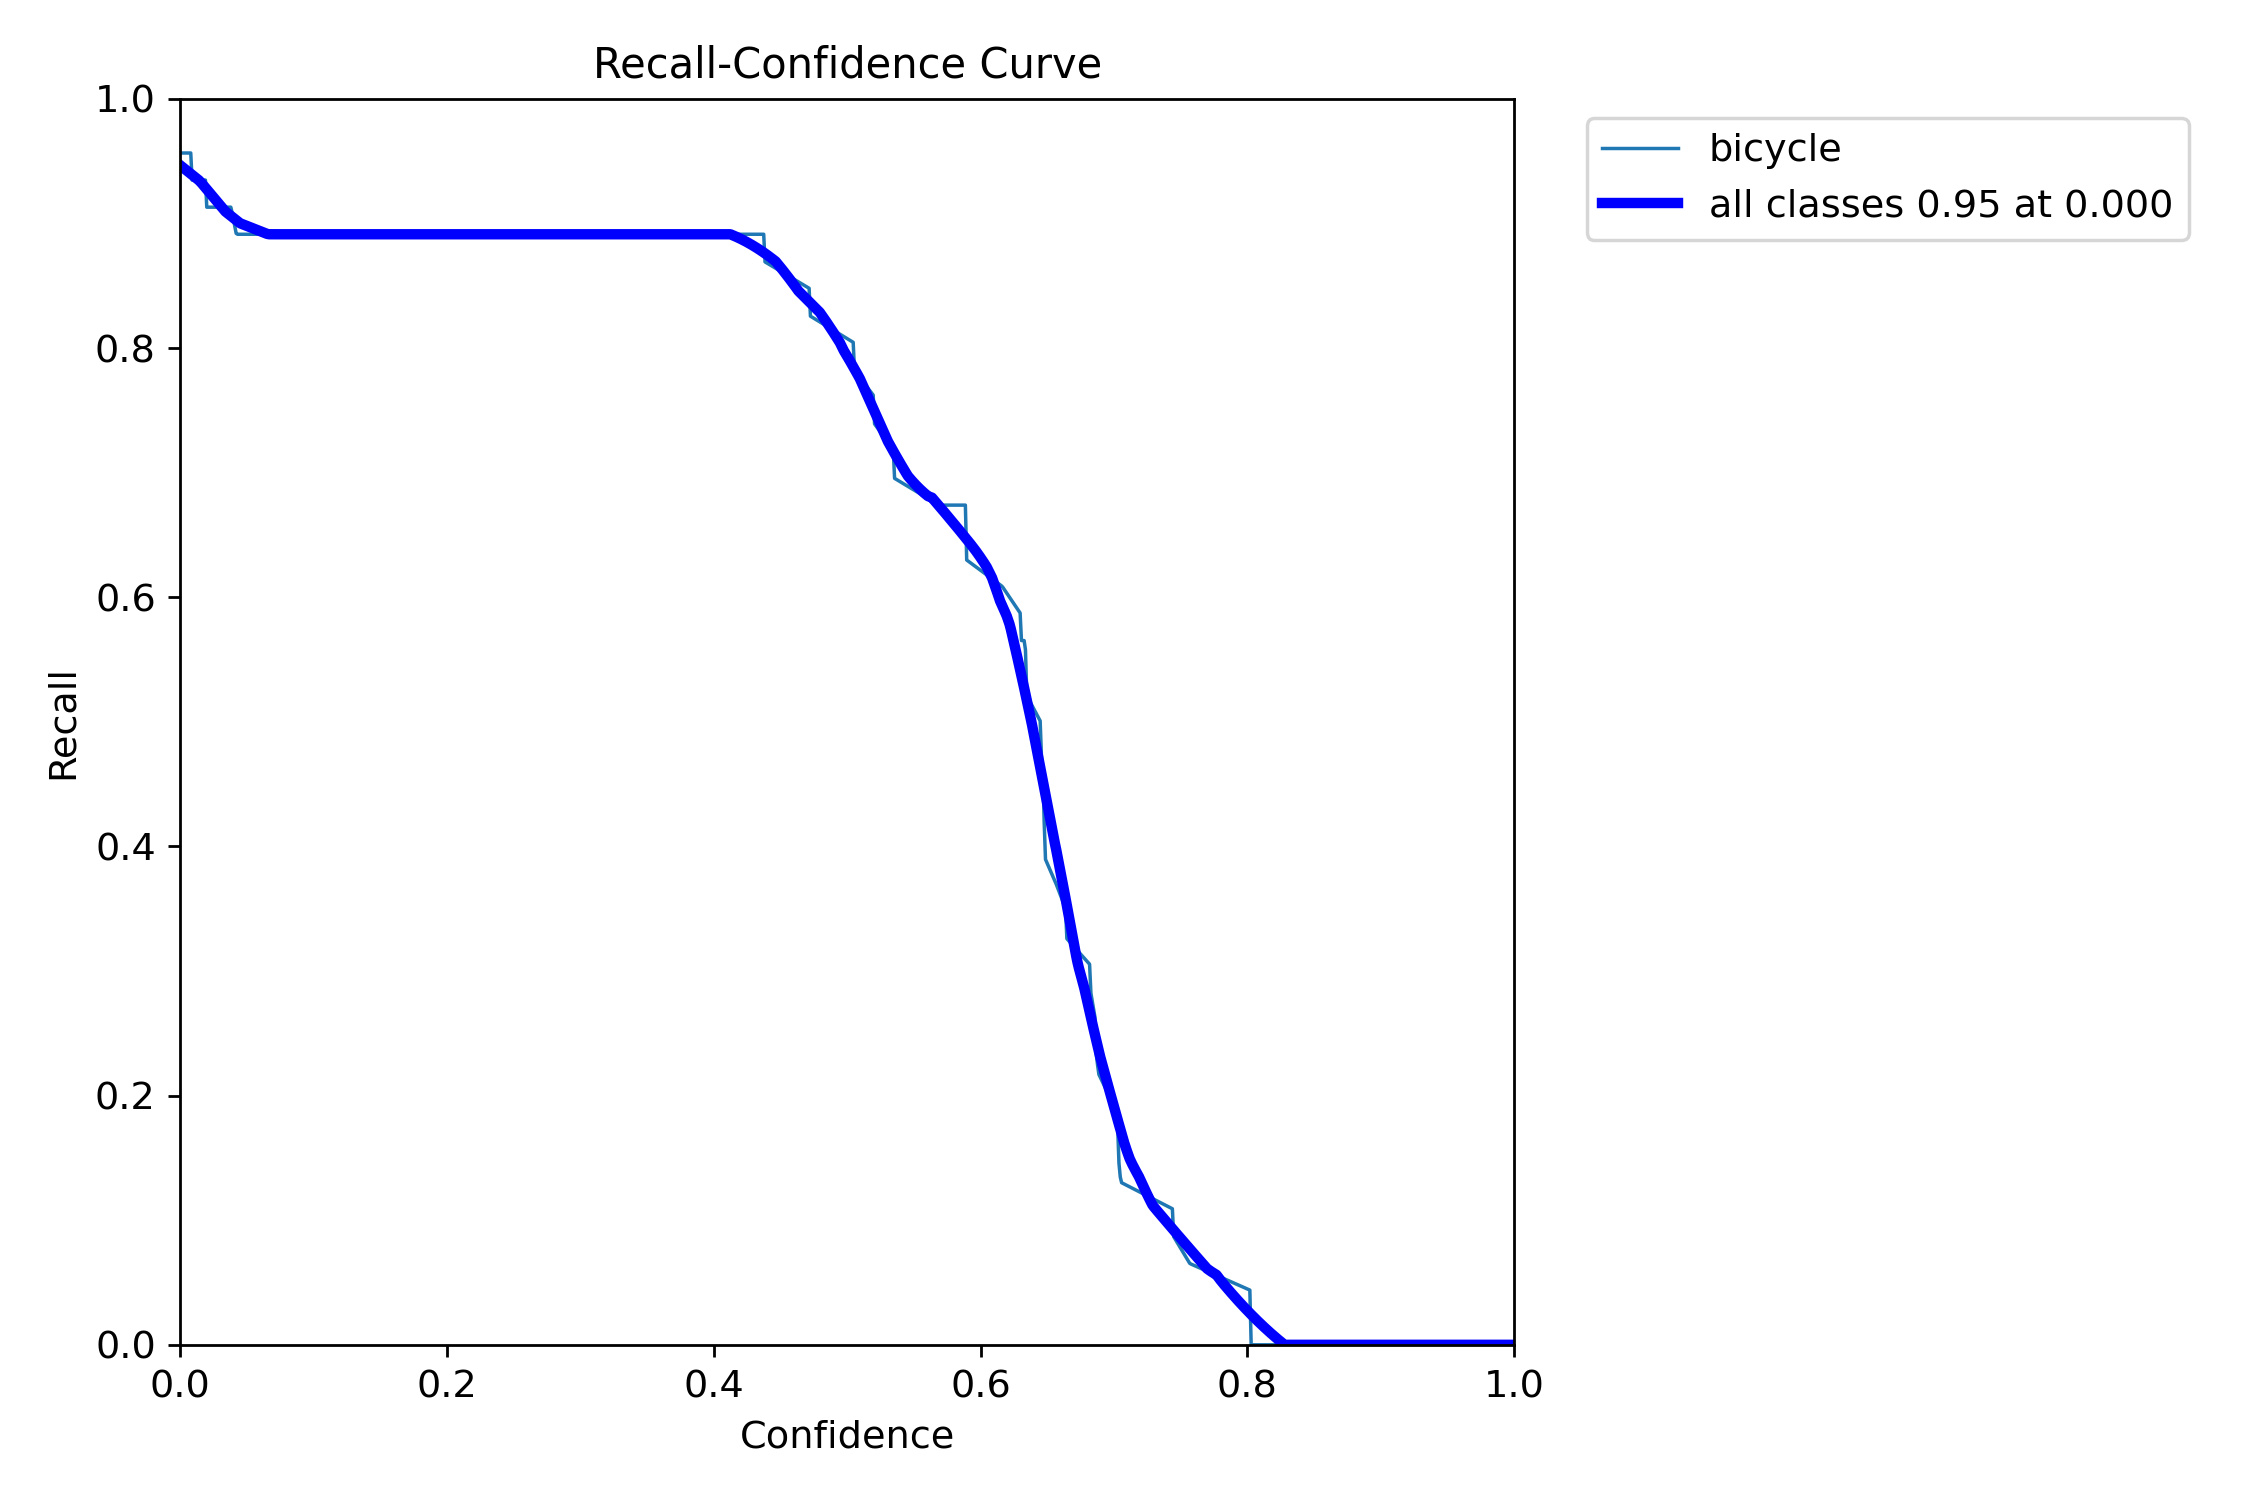 Recall-Confidence Curve
1.0
0.8
0.6
0.4
0.2
0.0
Recall
0.0 0.2 0.4 0.6 0.8 1.0
Confidence
bicycle
all classes 0.95 at 0.000